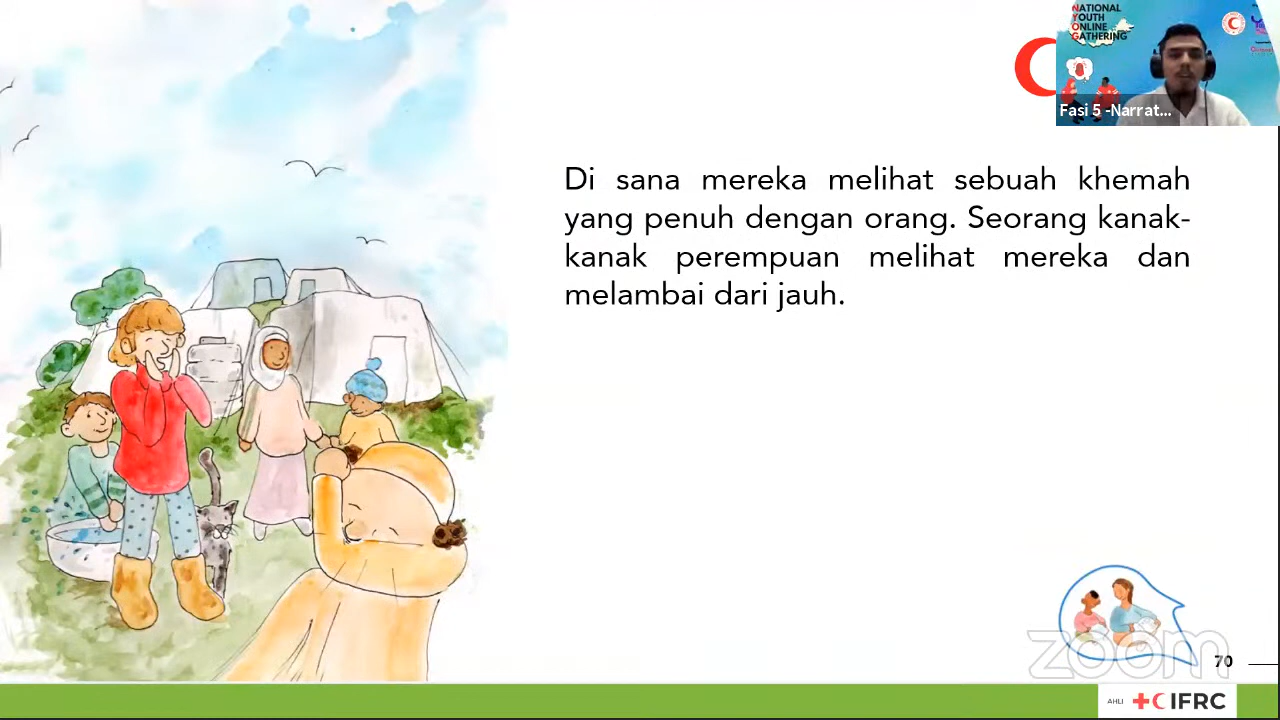 NATIONAL
YOUTH
ONLINE
GATHERING
Fasi 5 -Narrat...
Di sana mereka melihat sebuah khemah
yang penuh dengan orang. Seorang kanak-
kanak perempuan melihat mereka dan
melambai dari jauh.
zoom
70
AHLI IFRC